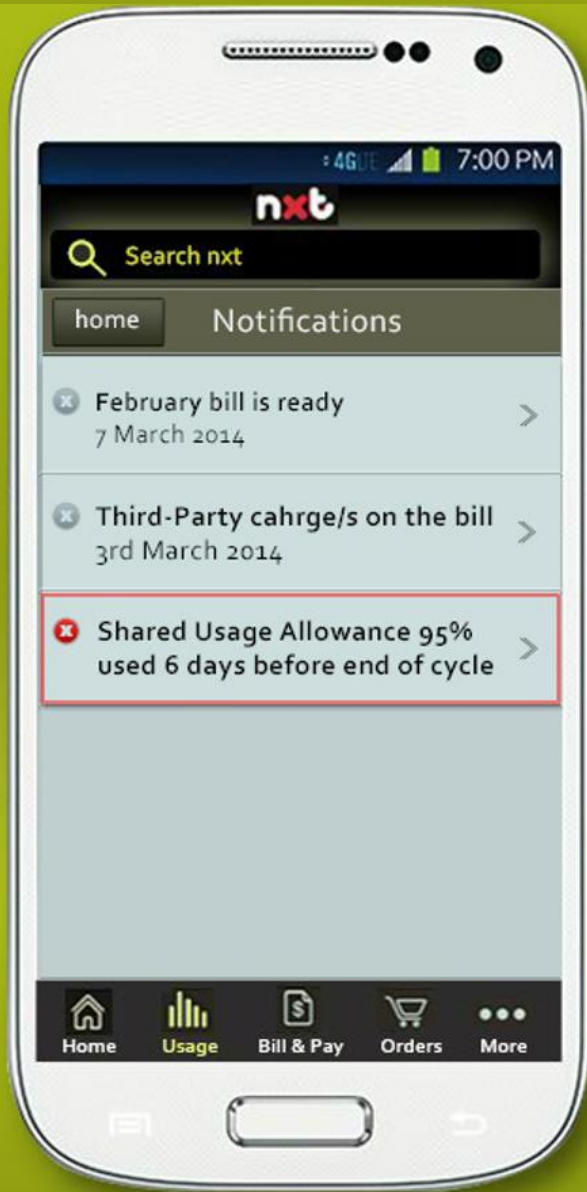 4G LTE 7:00 PM
nxt
Search nxt
home Notifications
February bill is ready
7 March 2014
Third-Party cahrge/s on the bill
3rd March 2014
Shared Usage Allowance 95%
used 6 days before end of cycle
Home Usage Bill & Pay Orders More